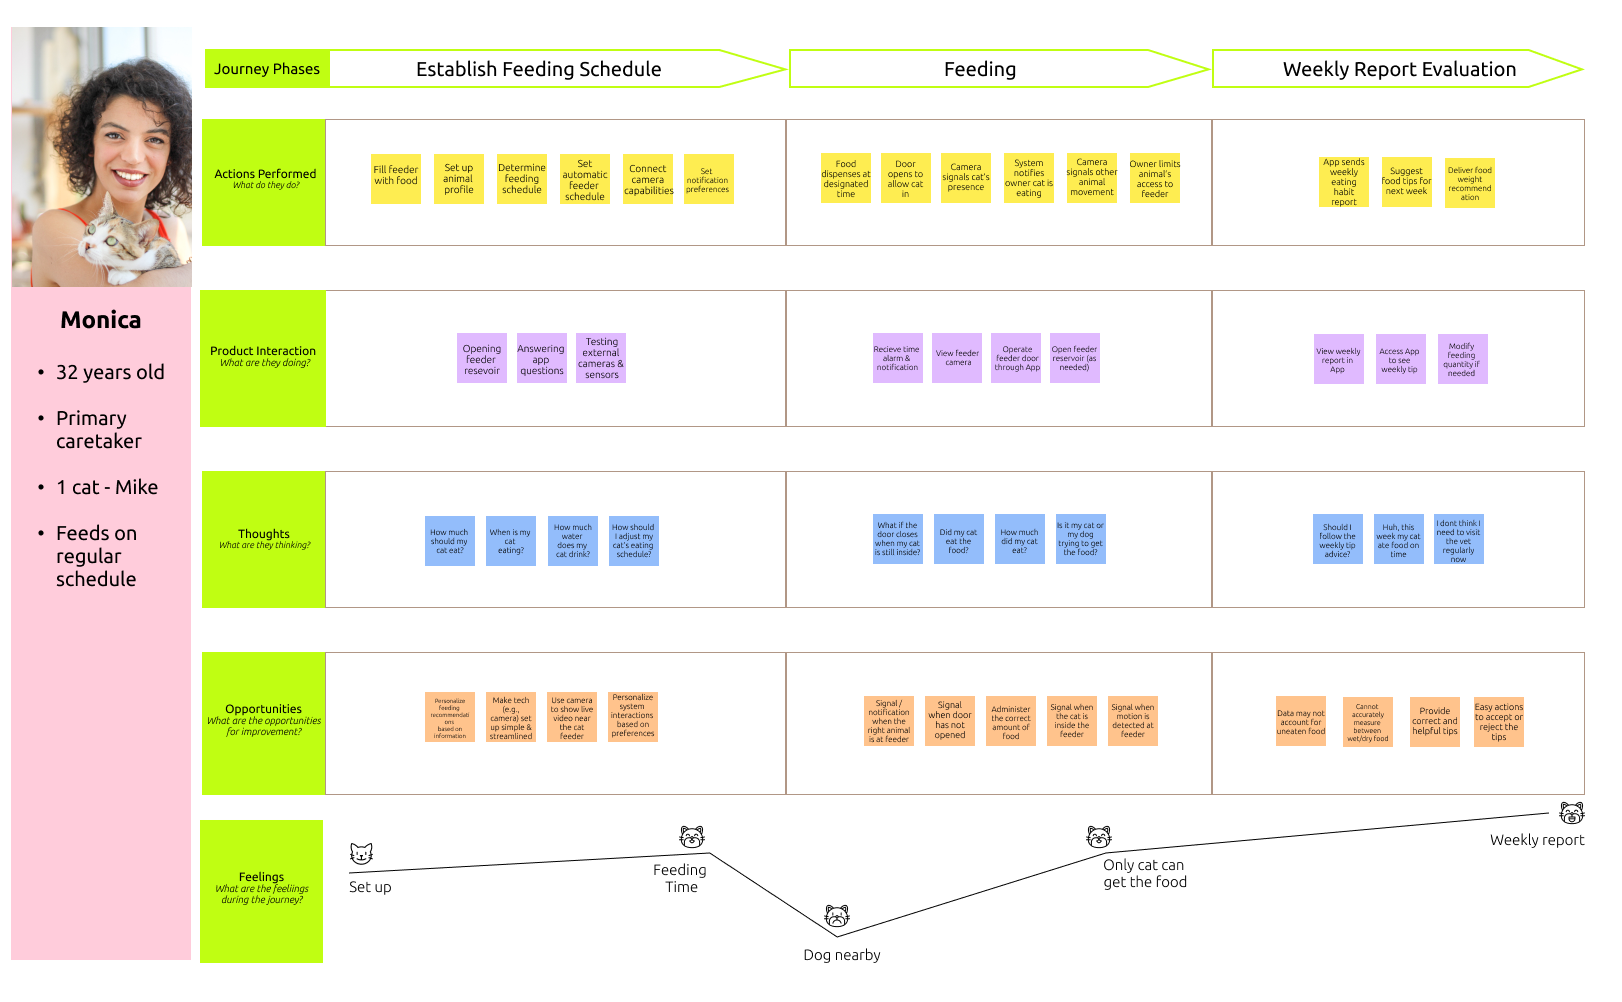 Journey Phases
Establish Feeding Schedule
Feeding
Weekly Report Evaluation
Monica
• 32 years old
• Primary
caretaker
• 1 cat - Mike
• Feeds on
regular
schedule
Actions Performed
What do they do?
Fill feeder
with food
Set up
animal
profile
Determine
feeding
schedule
Set
automatic
feeder
schedule
Connect
camera
capabilities
Set
notification
preferences
Food
dispenses at
designated
time
Door
opens to
allow cat
in
Camera
signals cat's
presence
System
notifies
owner cat is
eating
Camera
signals other
animal
movement
Owner limits
animal's
access to
feeder
App sends
weekly
eating
habit
report
Suggest
food tips for
next week
Deliver food
weight
recommend
ation
Product Interaction
What are they doing?
Opening
feeder
resevoir
Answering
app
questions
Testing
external
cameras &
sensors
Recieve time
alarm &
notification
View feeder
camera
Operate
feeder door
through App
Open feeder
reservoir (as
needed)
View weekly
report in
App
Access App
to see
weekly tip
Modify
feeding
quantity if
needed
Thoughts
What are they thinking?
How much
should my
cat eat?
When is my
cat
eating?
How much
water
does my
cat drink?
How should
I adjust my
cat's eating
schedule?
What if the
door closes
when my cat
is still inside?
Did my cat
eat the
food?
How much
did my cat
eat?
Is it my cat or
my dog
trying to get
the food?
Should I
follow the
weekly tip
advice?
Huh, this
week my cat
ate food on
time
I dont think I
need to visit
the vet
regularly
now
Opportunities
What are the opportunities
for improvement?
Personalize
feeding
recommendati
ons
based on
information
Make tech
(e.g.,
camera) set
up simple &
streamlined
Use camera
to show live
video near
the cat
feeder
Personalize
system
interactions
based on
preferences
Signal /
notification
when the
right animal
is at feeder
Signal
when door
has not
opened
Administer
the correct
amount of
food
Signal when
the cat is
inside the
feeder
Signal when
motion is
detected at
feeder
Data may not
account for
uneaten food
Cannot
accurately
measure
between
wet/dry food
Provide
correct and
helpful tips
Easy actions
to accept or
reject the
tips
Feelings
What are the feeliings
during the journey?
Set up
Feeding
Time
Dog nearby
Only cat can
get the food
Weekly report